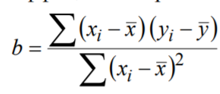 b = ∑(xᵢ − x̅)(yᵢ − y̅) / ∑(xᵢ − x̅)²